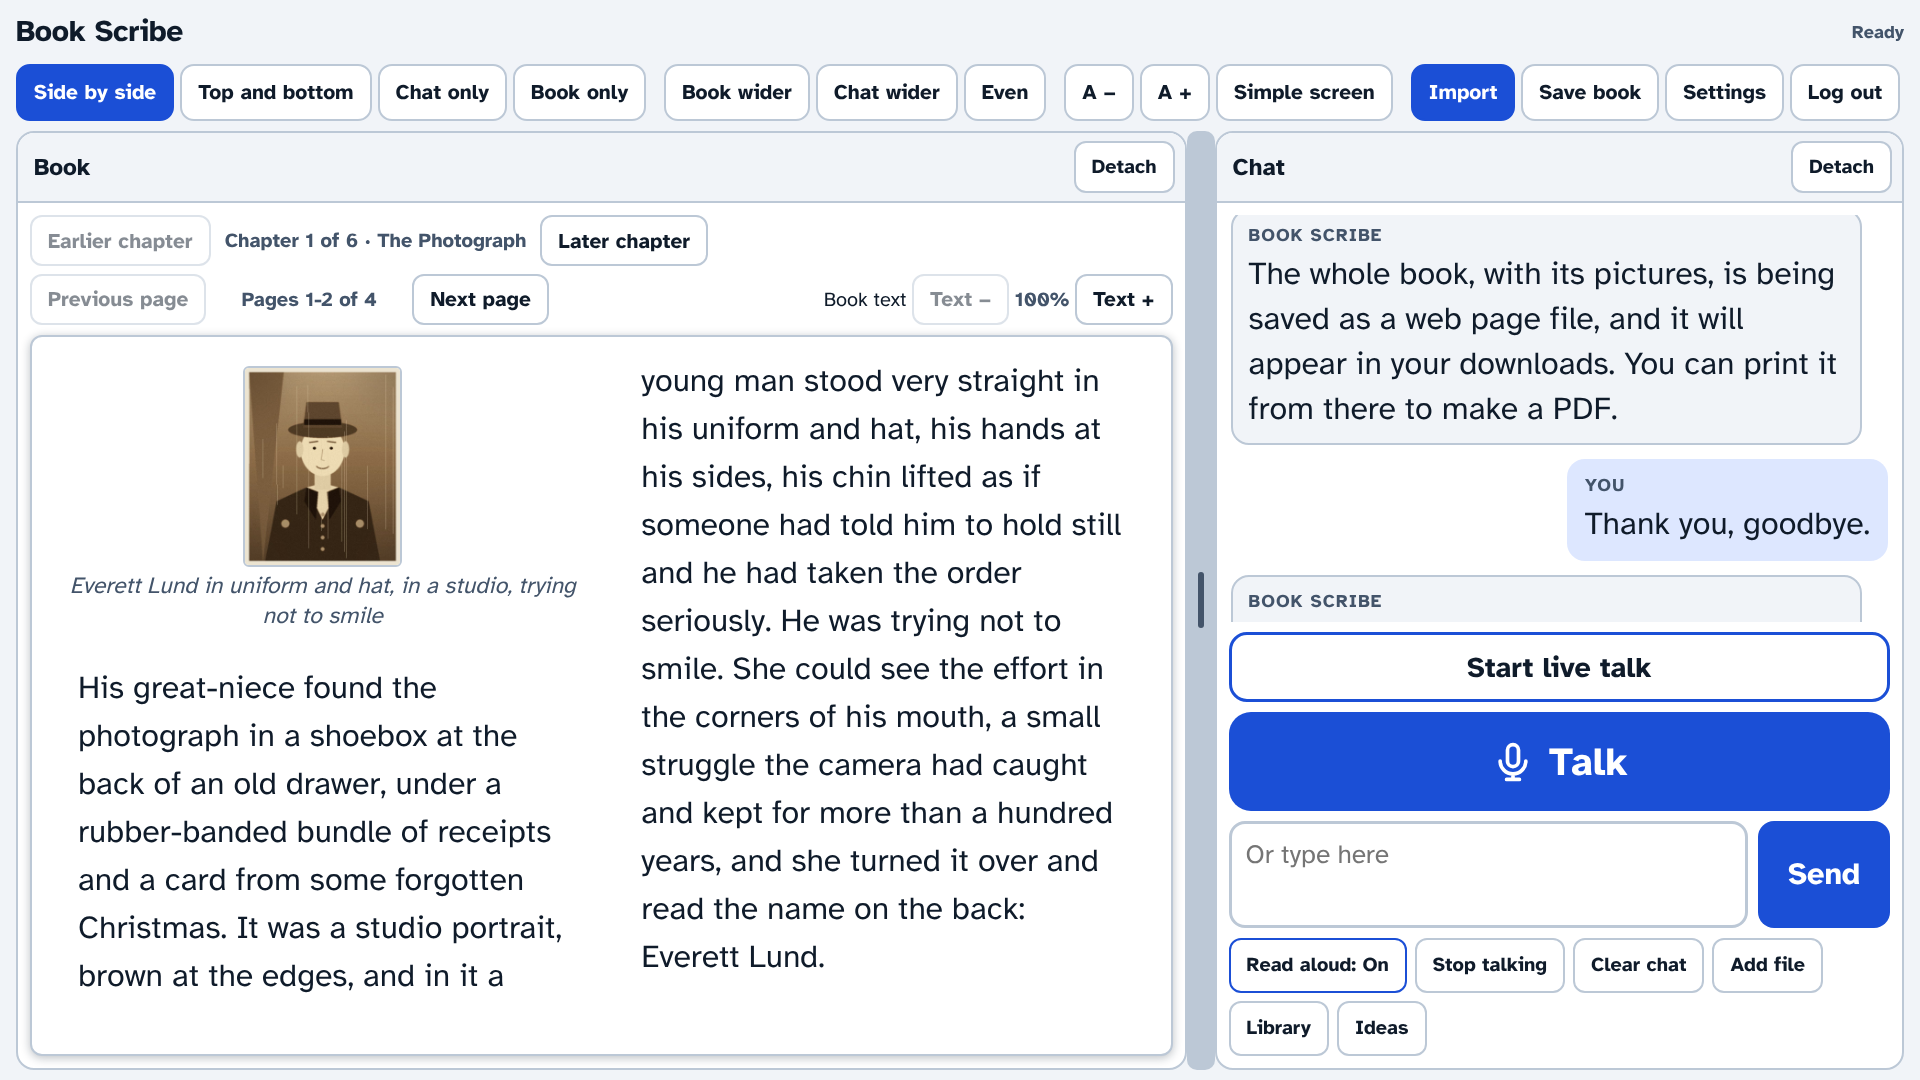 Book Scribe
Ready
Side by side
Top and bottom
Chat only
Book only
Book wider
Chat wider
Even
A −
A +
Simple screen
Import
Save book
Settings
Log out
Book
Detach
Earlier chapter
Chapter 1 of 6 · The Photograph
Later chapter
Previous page
Pages 1-2 of 4
Next page
Book text
Text −
100%
Text +
Everett Lund in uniform and hat, in a studio, trying
not to smile
His great-niece found the
photograph in a shoebox at the
back of an old drawer, under a
rubber-banded bundle of receipts
and a card from some forgotten
Christmas. It was a studio portrait,
brown at the edges, and in it a
young man stood very straight in
his uniform and hat, his hands at
his sides, his chin lifted as if
someone had told him to hold still
and he had taken the order
seriously. He was trying not to
smile. She could see the effort in
the corners of his mouth, a small
struggle the camera had caught
and kept for more than a hundred
years, and she turned it over and
read the name on the back:
Everett Lund.
Chat
Detach
BOOK SCRIBE
The whole book, with its pictures, is being
saved as a web page file, and it will
appear in your downloads. You can print it
from there to make a PDF.
YOU
Thank you, goodbye.
BOOK SCRIBE
Start live talk
Talk
Or type here
Send
Read aloud: On
Stop talking
Clear chat
Add file
Library
Ideas